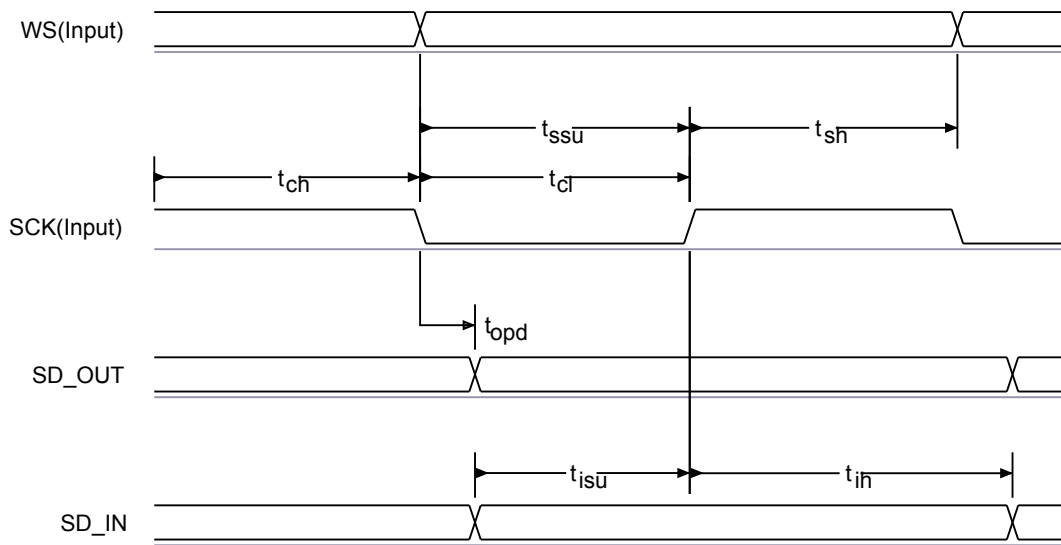 WS(Input)
tssu
tsh
tch
tcl
SCK(Input)
topd
SD_OUT
tisu
tih
SD_IN